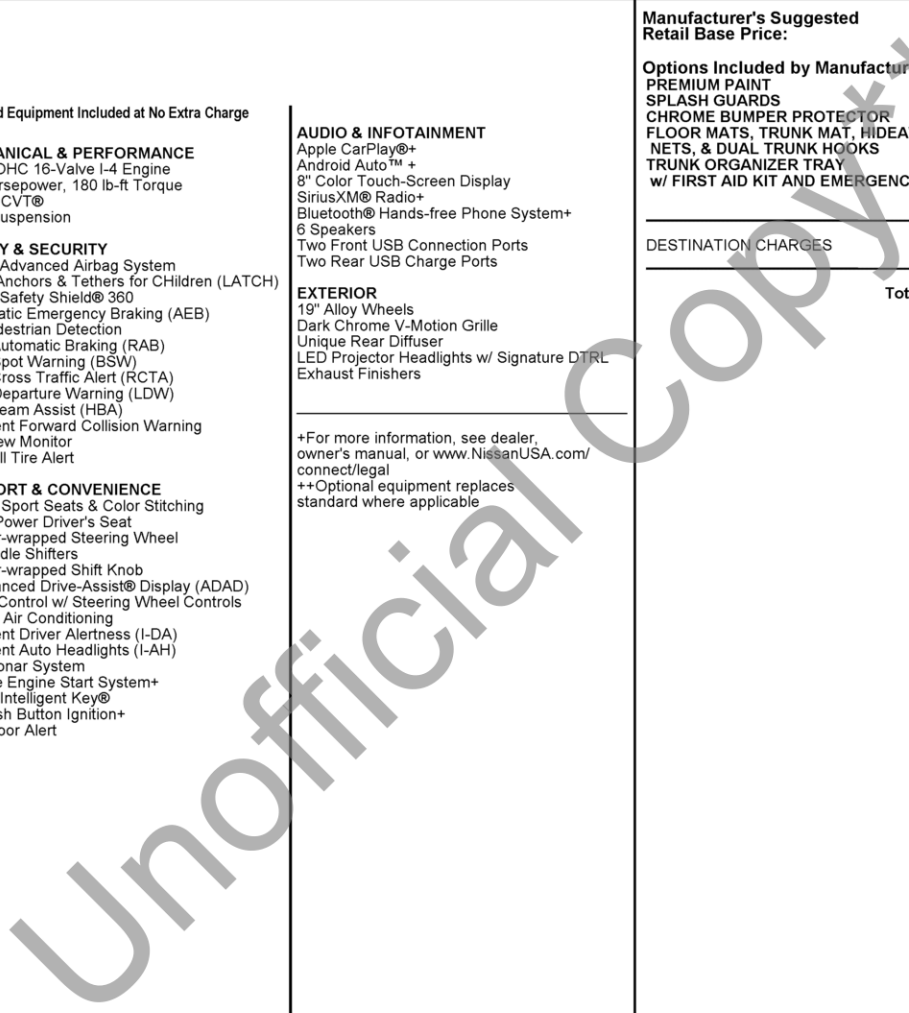 d Equipment Included at No Extra Charge
ANICAL & PERFORMANCE
OHC 16-Valve I-4 Engine
rsepower, 180 lb-ft Torque
CVT®
uspension
Y & SECURITY
Advanced Airbag System
Anchors & Tethers for CHildren (LATCH)
Safety Shield® 360
atic Emergency Braking (AEB)
destrian Detection
utomatic Braking (RAB)
pot Warning (BSW)
ross Traffic Alert (RCTA)
Departure Warning (LDW)
eam Assist (HBA)
ent Forward Collision Warning
ew Monitor
ll Tire Alert
ORT & CONVENIENCE
Sport Seats & Color Stitching
Power Driver's Seat
r-wrapped Steering Wheel
dle Shifters
r-wrapped Shift Knob
anced Drive-Assist® Display (ADAD)
Control w/ Steering Wheel Controls
Air Conditioning
ent Driver Alertness (I-DA)
ent Auto Headlights (I-AH)
onar System
e Engine Start System+
Intelligent Key®
sh Button Ignition+
oor Alert
AUDIO & INFOTAINMENT
Apple CarPlay®+
Android Auto™ +
8" Color Touch-Screen Display
SiriusXM® Radio+
Bluetooth® Hands-free Phone System+
6 Speakers
Two Front USB Connection Ports
Two Rear USB Charge Ports
EXTERIOR
19" Alloy Wheels
Dark Chrome V-Motion Grille
Unique Rear Diffuser
LED Projector Headlights w/ Signature DTRL
Exhaust Finishers
+For more information, see dealer,
owner's manual, or www.NissanUSA.com/
connect/legal
++Optional equipment replaces
standard where applicable
Manufacturer's Suggested
Retail Base Price:
Options Included by Manufactur
PREMIUM PAINT
SPLASH GUARDS
CHROME BUMPER PROTECTOR
FLOOR MATS, TRUNK MAT, HIDEA
NETS, & DUAL TRUNK HOOKS
TRUNK ORGANIZER TRAY
w/ FIRST AID KIT AND EMERGENC
DESTINATION CHARGES
Tot
Unofficial Copy**